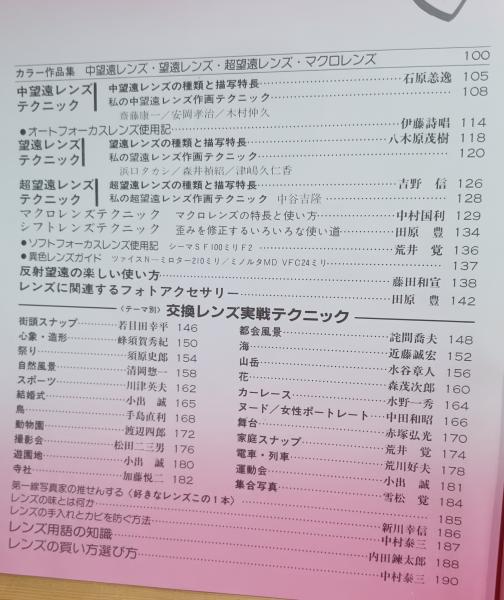 カラー作品集 中望遠レンズ・望遠レンズ・超望遠レンズ・マクロレンズ 100
中望遠レンズテクニック 中望遠レンズの種類と描写特長 石原恙逸 105
私の中望遠レンズ作画テクニック 108
齋藤康一／安岡孝治／木村仲久
●オートフォーカスレンズ使用記 伊藤詩唱 114
望遠レンズテクニック 望遠レンズの種類と描写特長 八木原茂樹 118
私の望遠レンズ作画テクニック 120
浜口タカシ／森井禎紹／津嶋久仁香
超望遠レンズテクニック 超望遠レンズの種類と描写特長 吉野 信 126
私の超望遠レンズ作画テクニック 中谷吉隆 128
マクロレンズテクニック マクロレンズの特長と使い方 中村国利 129
シフトレンズテクニック 歪みを修正するいろいろな使い道 田原 豊 134
●ソフトフォーカスレンズ使用記 シーマSF100ミリF2 荒井 覚 136
●異色レンズガイド ツァイスN−ミロター210ミリ／ミノルタMD VFC24ミリ 137
反射望遠の楽しい使い方 藤田和宣 138
レンズに関連するフォトアクセサリー 田原 豊 142
〈テーマ別〉 交換レンズ実戦テクニック
街頭スナップ 若目田幸平 146
心象・造形 蜂須賀秀紀 150
祭り 須原史郎 154
自然風景 清岡惣一 158
スポーツ 川津英夫 162
結婚式 小出 誠 165
鳥 手島直利 168
動物園 渡辺四郎 172
撮影会 松田二三男 176
遊園地 小出 誠 180
寺社 加藤悦二 182
都会風景 詫間喬夫 148
海 近藤誠宏 152
山岳 水谷章人 156
花 森茂次郎 160
カーレース 水野一秀 164
ヌード／女性ポートレート 中田和昭 166
舞台 赤塚弘光 170
家庭スナップ 荒井 覚 174
電車・列車 荒川好夫 178
運動会 小出 誠 181
集合写真 雪松 覚 184
第一線写真家の推せんする〈好きなレンズこの1本〉 185
レンズの味とは何か 新川幸信 186
レンズの手入れとカビを防ぐ方法 中村泰三 187
レンズ用語の知識 内田錬太郎 188
レンズの買い方選び方 中村泰三 190